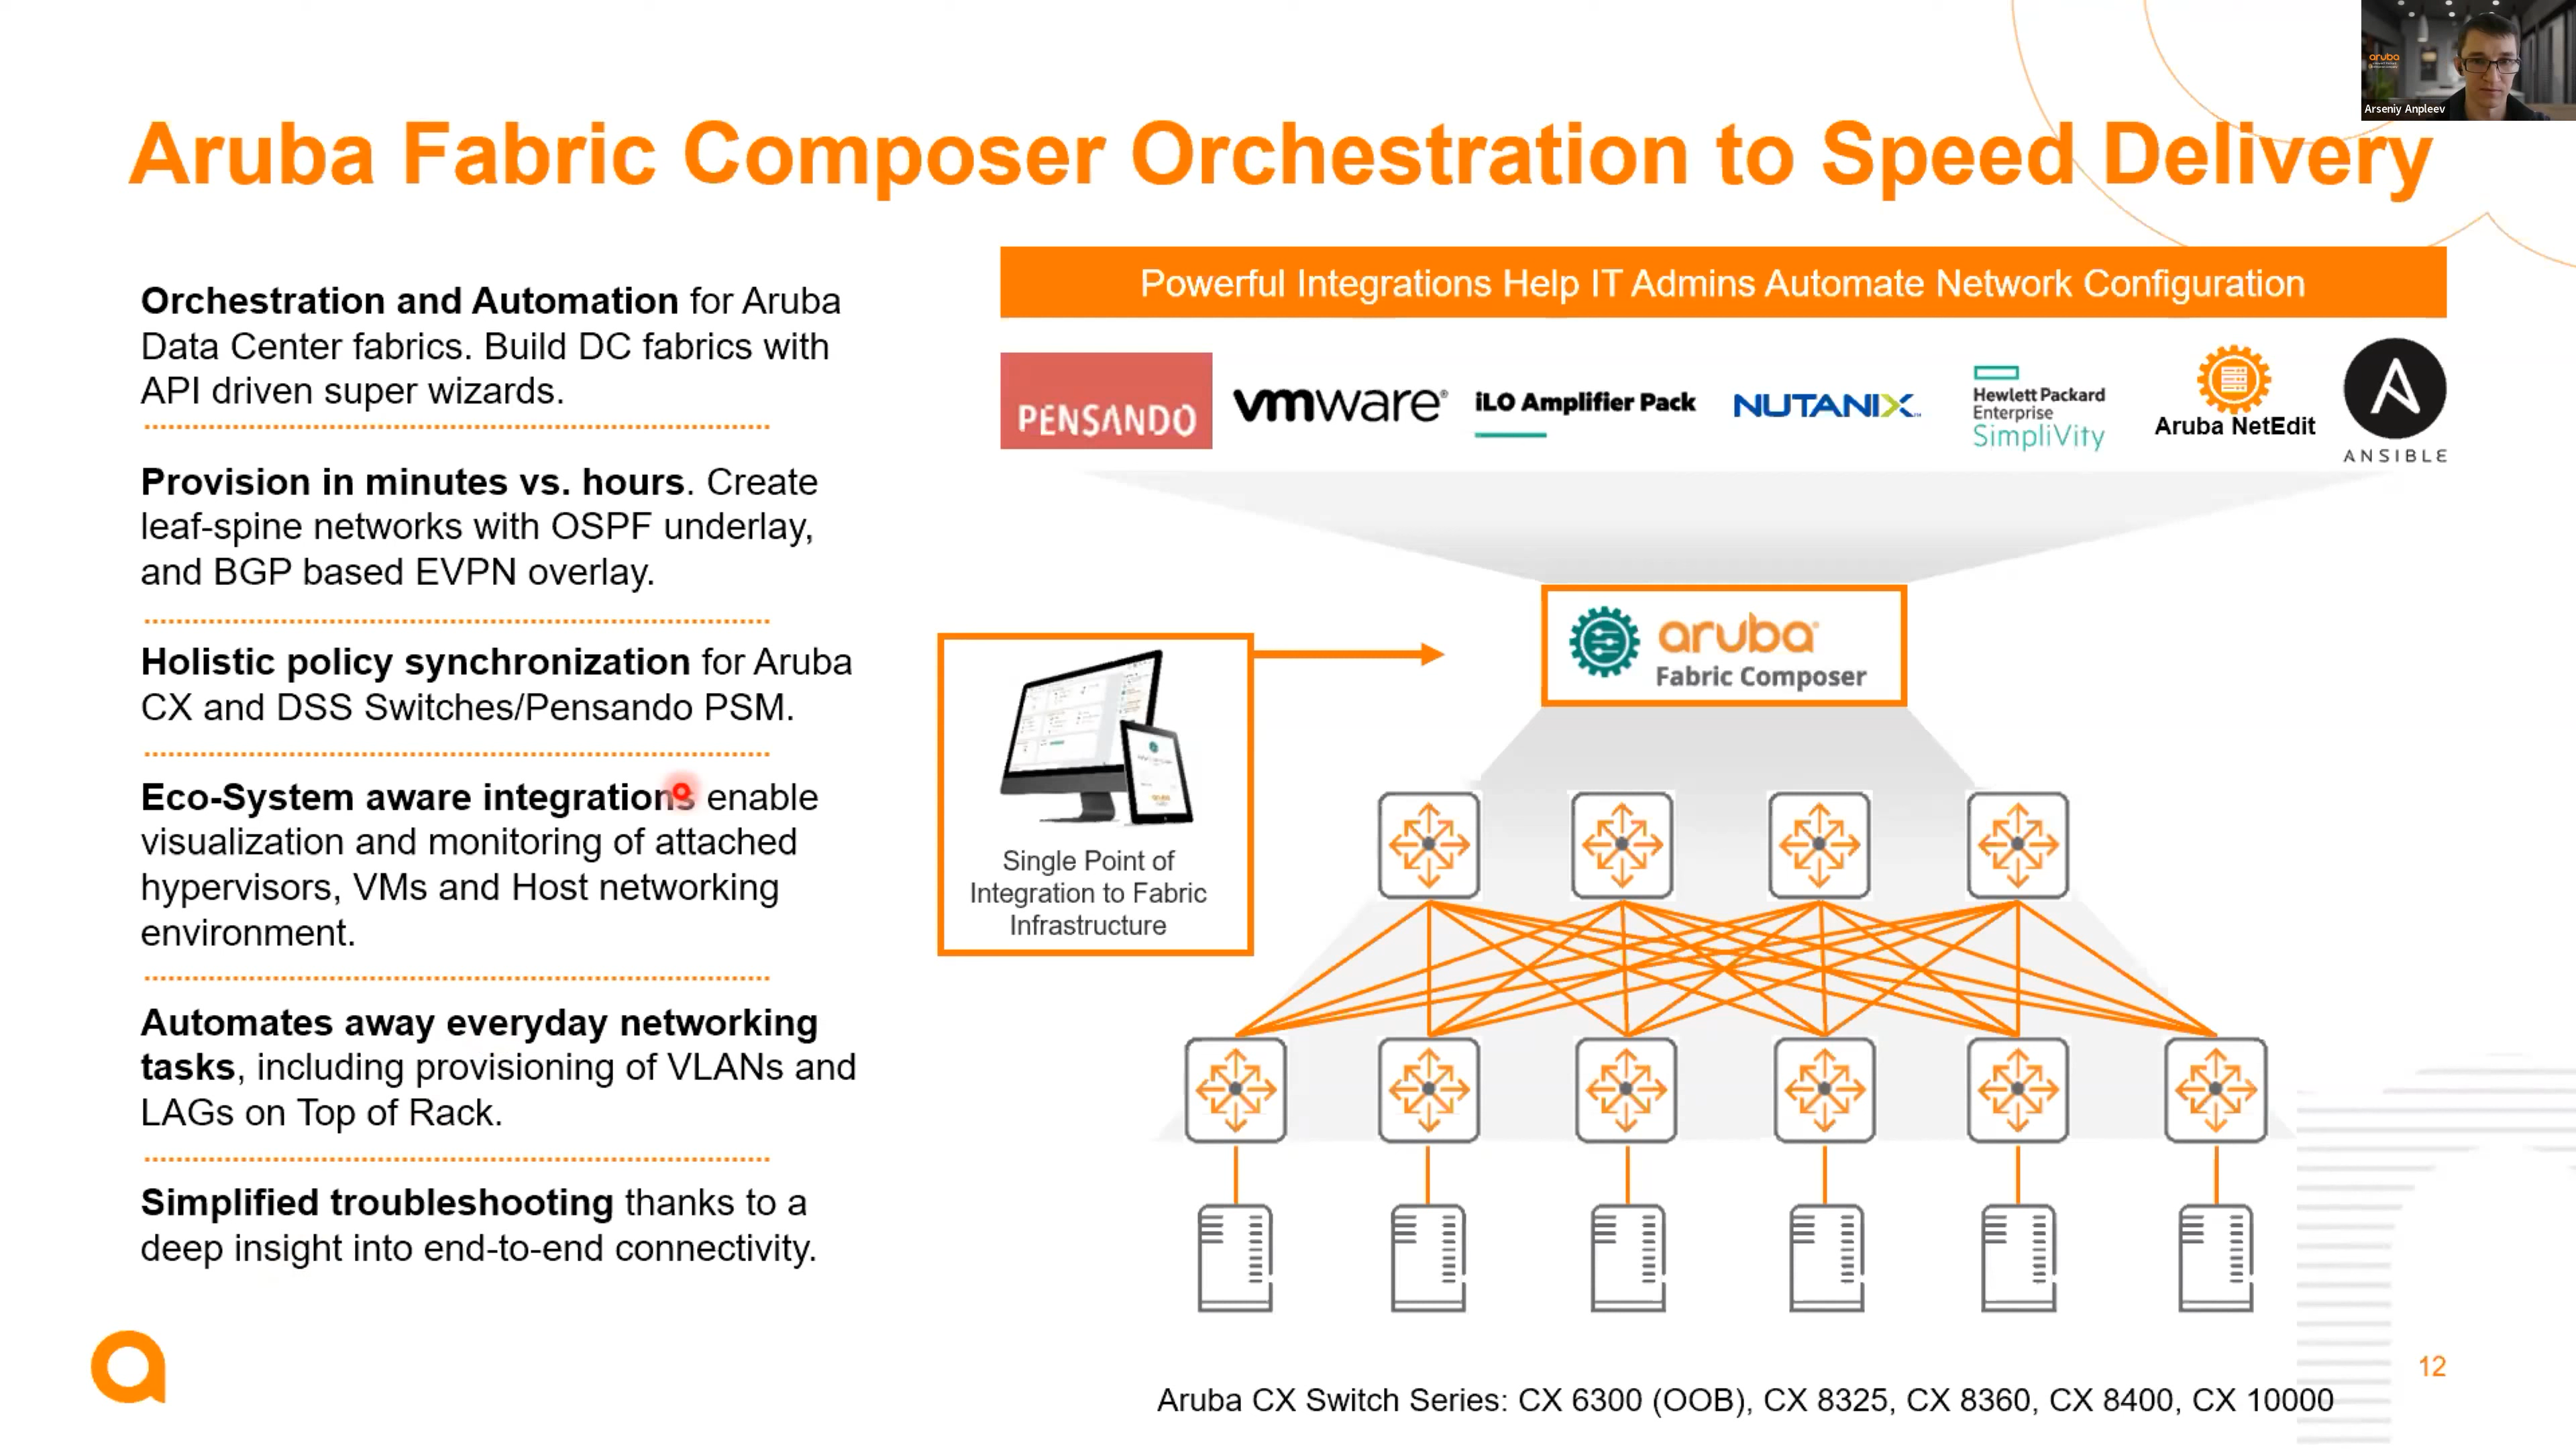 aruba
Arseniy Anpleev
Aruba Fabric Composer Orchestration to Speed Delivery
Orchestration and Automation for Aruba
Data Center fabrics. Build DC fabrics with
API driven super wizards.
Provision in minutes vs. hours. Create
leaf-spine networks with OSPF underlay,
and BGP based EVPN overlay.
Holistic policy synchronization for Aruba
CX and DSS Switches/Pensando PSM.
Eco-System aware integrations enable
visualization and monitoring of attached
hypervisors, VMs and Host networking
environment.
Automates away everyday networking
tasks, including provisioning of VLANs and
LAGs on Top of Rack.
Simplified troubleshooting thanks to a
deep insight into end-to-end connectivity.
Powerful Integrations Help IT Admins Automate Network Configuration
PENSANDO
vmware®
iLO Amplifier Pack
NUTANIX™
Hewlett Packard
Enterprise
SimpliVity
Aruba NetEdit
ANSIBLE
aruba
Fabric Composer
Single Point of
Integration to Fabric
Infrastructure
Aruba CX Switch Series: CX 6300 (OOB), CX 8325, CX 8360, CX 8400, CX 10000
12